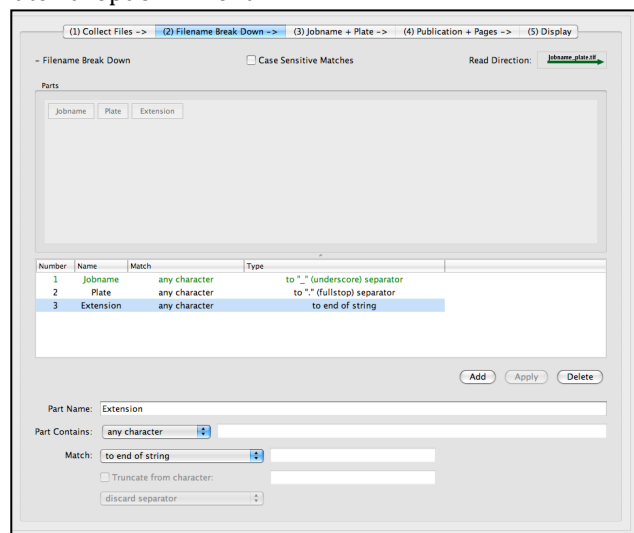 (1) Collect Files -> (2) Filename Break Down -> (3) Jobname + Plate -> (4) Publication + Pages -> (5) Display
- Filename Break Down Case Sensitive Matches Read Direction: Jobname_plate.tif
Parts
Jobname Plate Extension
Number Name Match Type
1 Jobname any character to "_" (underscore) separator
2 Plate any character to "." (fullstop) separator
3 Extension any character to end of string
Add Apply Delete
Part Name: Extension
Part Contains: any character
Match: to end of string
Truncate from character:
discard separator